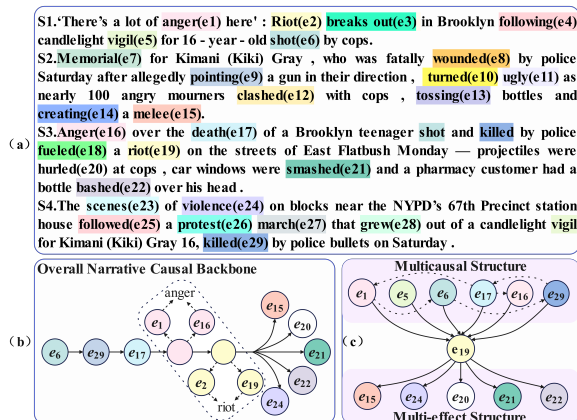 S1.‘There’s a lot of anger(e1) here' : Riot(e2) breaks out(e3) in Brooklyn following(e4)
candlelight vigil(e5) for 16 - year - old shot(e6) by cops.
S2.Memorial(e7) for Kimani (Kiki) Gray , who was fatally wounded(e8) by police
Saturday after allegedly pointing(e9) a gun in their direction , turned(e10) ugly(e11) as
nearly 100 angry mourners clashed(e12) with cops , tossing(e13) bottles and
creating(e14) a melee(e15).
(a)
S3.Anger(e16) over the death(e17) of a Brooklyn teenager shot and killed by police
fueled(e18) a riot(e19) on the streets of East Flatbush Monday — projectiles were
hurled(e20) at cops , car windows were smashed(e21) and a pharmacy customer had a
bottle bashed(e22) over his head .
S4.The scenes(e23) of violence(e24) on blocks near the NYPD’s 67th Precinct station
house followed(e25) a protest(e26) march(e27) that grew(e28) out of a candlelight vigil
for Kimani (Kiki) Gray 16, killed(e29) by police bullets on Saturday .
Overall Narrative Causal Backbone
anger
e1 e16
e15
e20
(b)
e6 e29 e17
e21
e2 e19
e22
e24
riot
Multicausal Structure
e1 e5 e6 e17 e16 e29
(c)
e19
e15 e24 e20 e21 e22
Multi-effect Structure